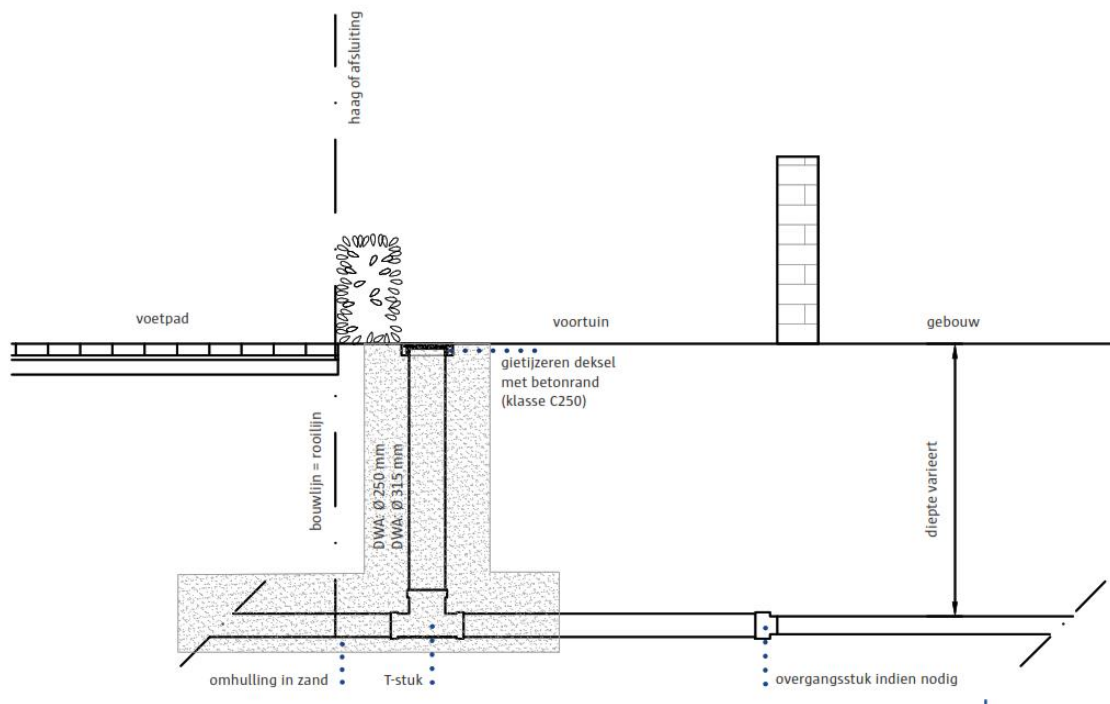 haag of afsluiting
voetpad
voortuin
gebouw
gietijzeren deksel
met betonrand
(klasse C250)
bouwlijn = rooilijn
DWA: Ø 250 mm
DWA: Ø 315 mm
diepte varieert
omhulling in zand
T-stuk
overgangsstuk indien nodig